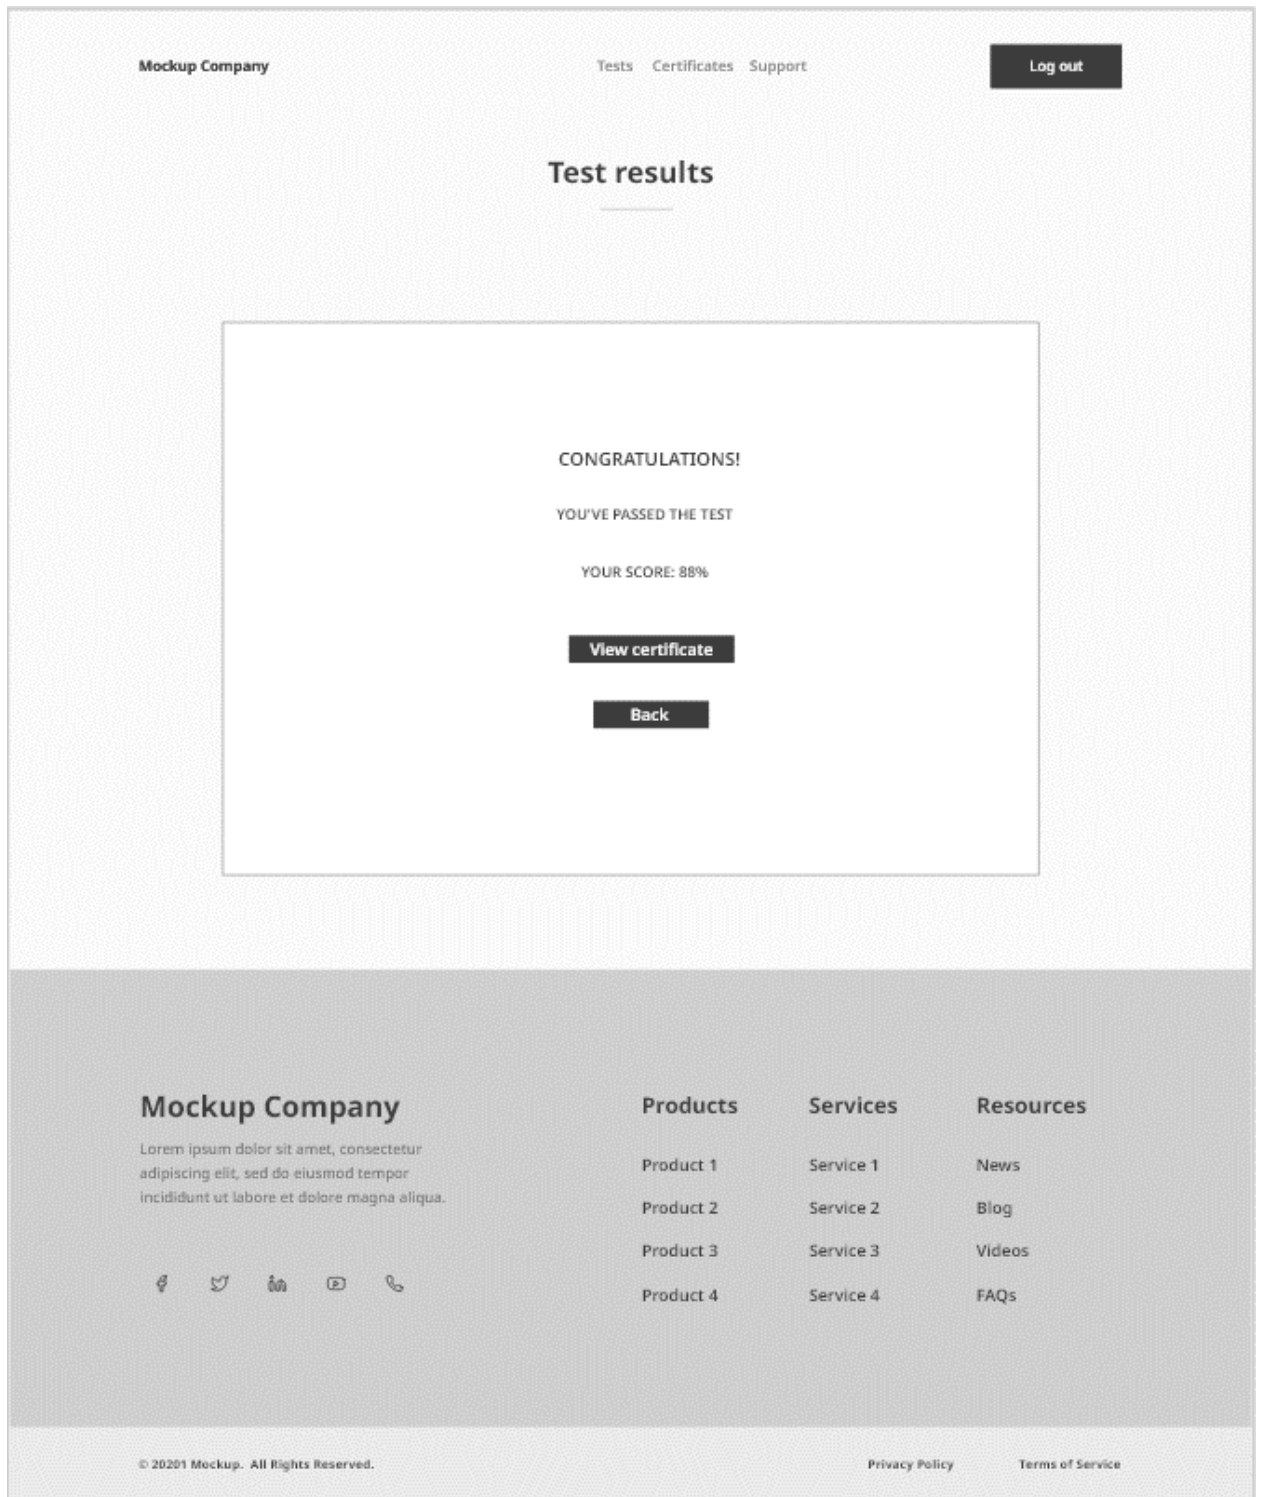 Mockup Company
Tests Certificates Support
Log out
Test results
CONGRATULATIONS!
YOU'VE PASSED THE TEST
YOUR SCORE: 88%
View certificate
Back
Mockup Company
Lorem ipsum dolor sit amet, consectetur
adipiscing elit, sed do eiusmod tempor
incididunt ut labore et dolore magna aliqua.
Products
Product 1
Product 2
Product 3
Product 4
Services
Service 1
Service 2
Service 3
Service 4
Resources
News
Blog
Videos
FAQs
© 20201 Mockup. All Rights Reserved.
Privacy Policy
Terms of Service